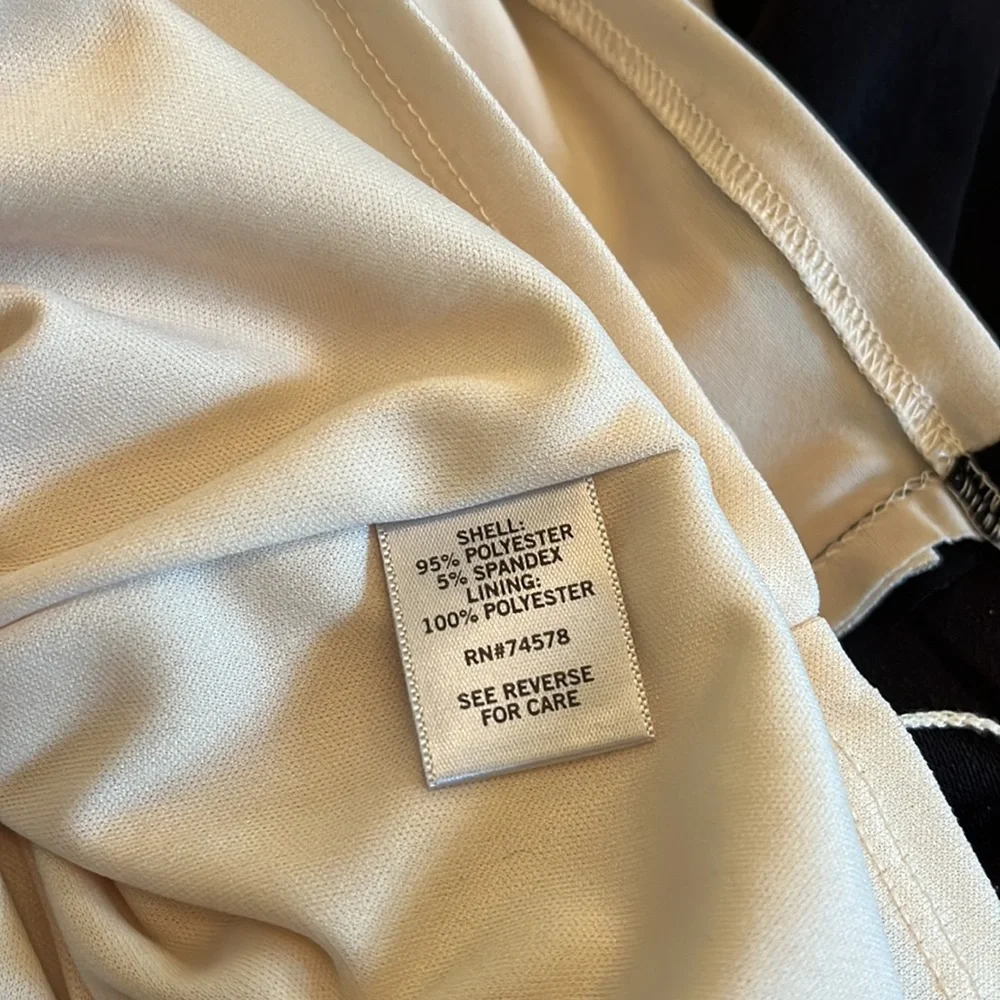 SHELL:
95% POLYESTER
5% SPANDEX
LINING:
100% POLYESTER
RN#74578
SEE REVERSE
FOR CARE